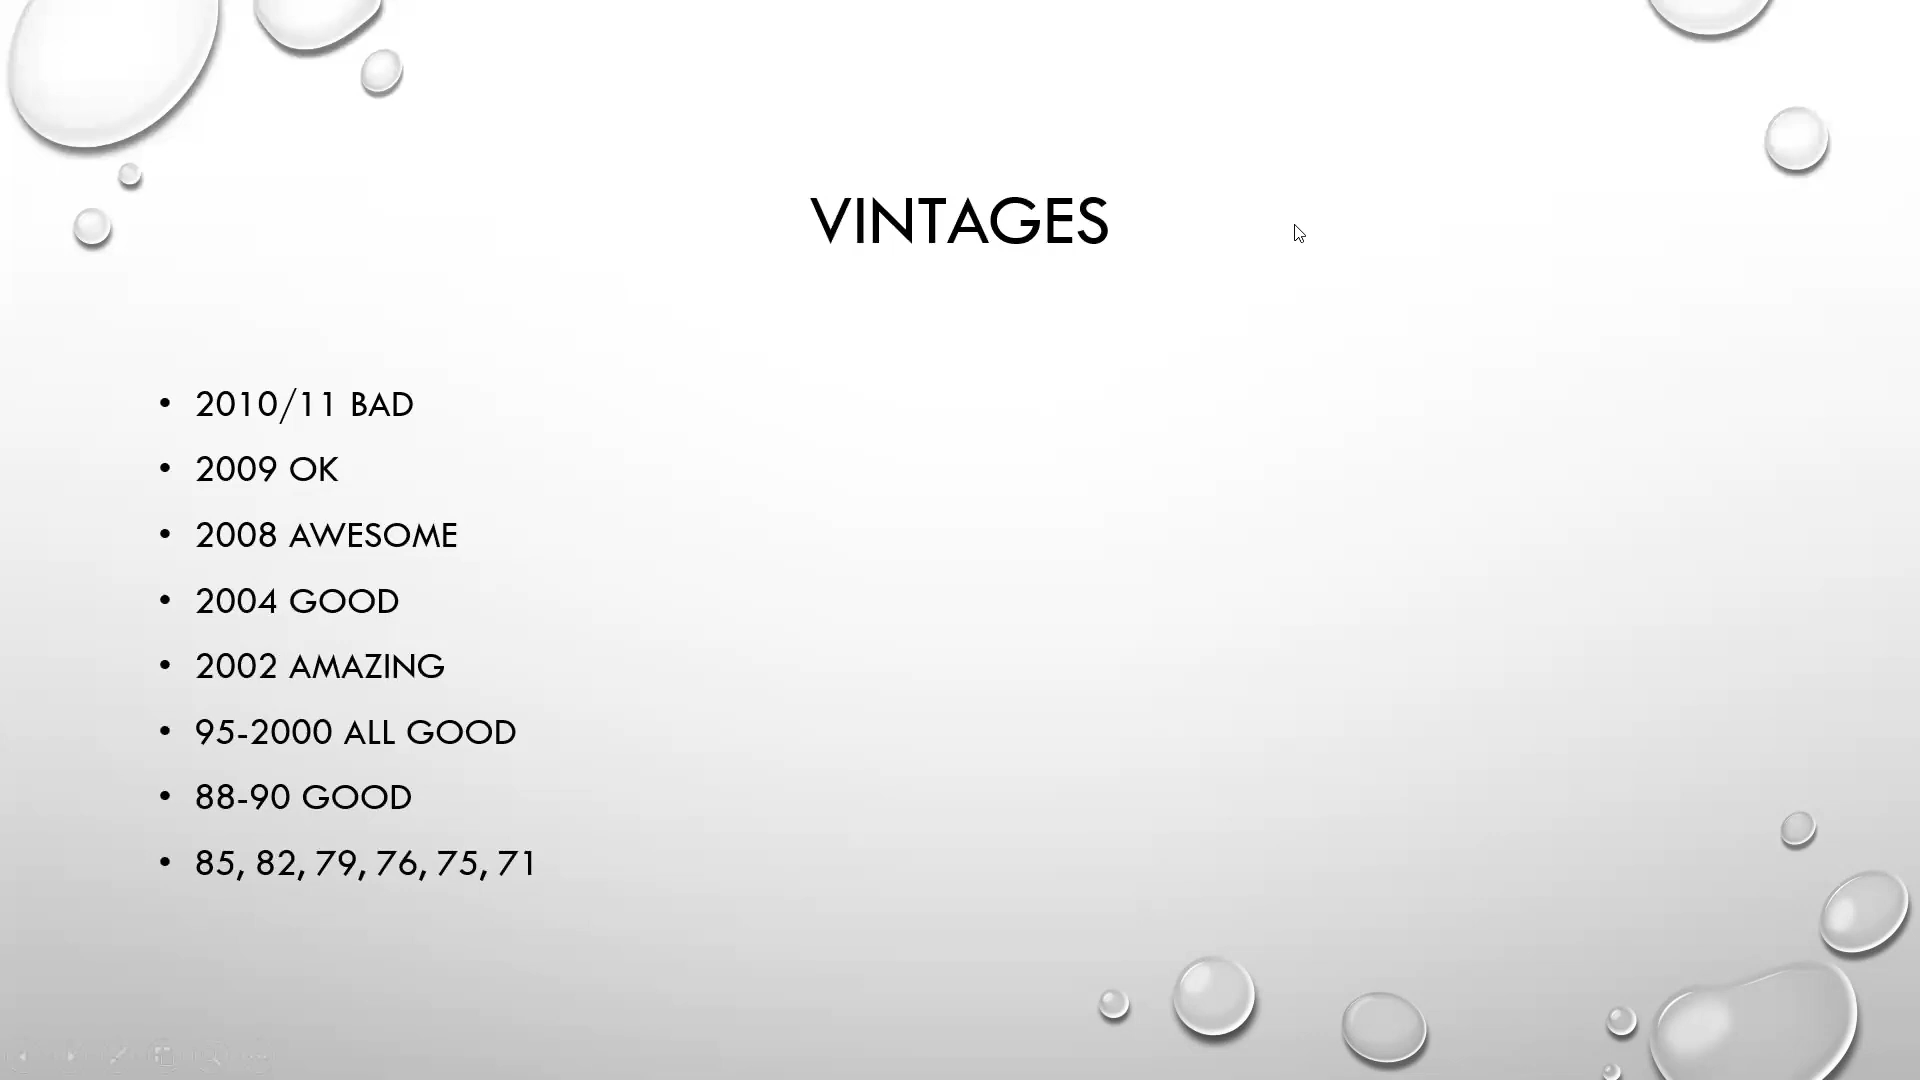 VINTAGES
• 2010/11 BAD
• 2009 OK
• 2008 AWESOME
• 2004 GOOD
• 2002 AMAZING
• 95-2000 ALL GOOD
• 88-90 GOOD
• 85, 82, 79, 76, 75, 71